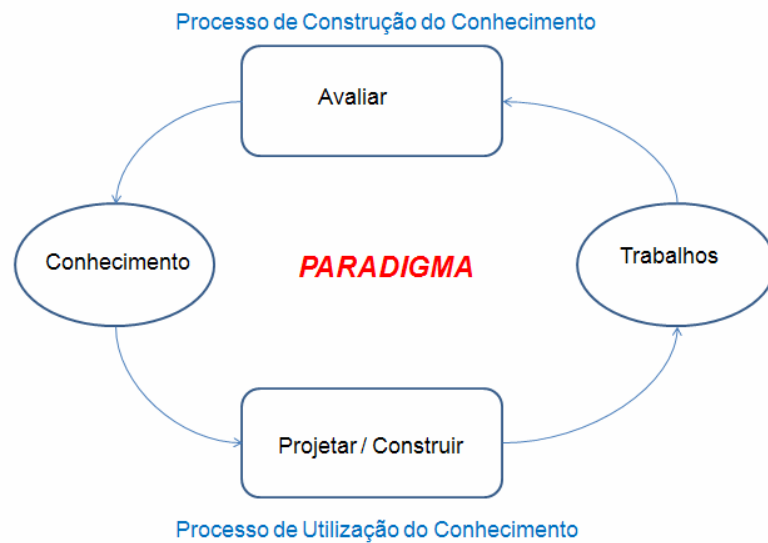 Processo de Construção do Conhecimento
Avaliar
Conhecimento
PARADIGMA
Trabalhos
Projetar / Construir
Processo de Utilização do Conhecimento